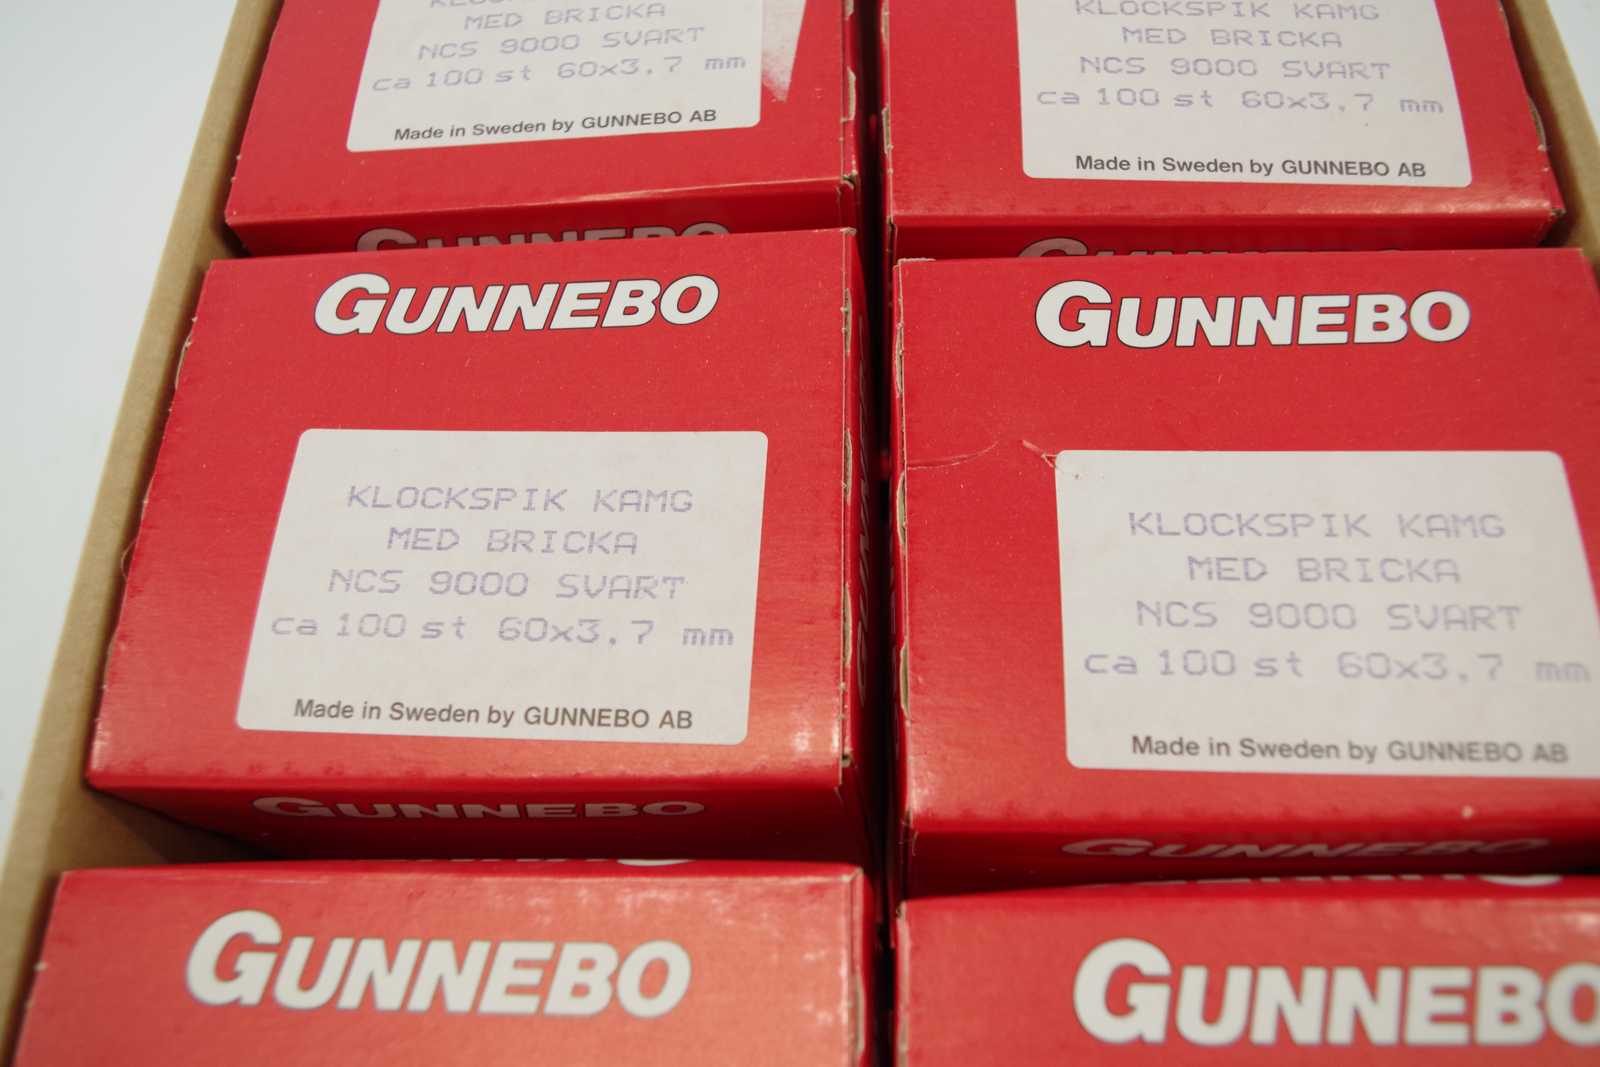 MED BRICKA
NCS 9000 SVART
ca 100 st 60x3,7 mm
Made in Sweden by GUNNEBO AB
KLOCKSPIK KAMG
MED BRICKA
NCS 9000 SVART
ca 100 st 60x3,7 mm
Made in Sweden by GUNNEBO AB
GUNNEBO
GUNNEBO
GUNNEBO
KLOCKSPIK KAMG
MED BRICKA
NCS 9000 SVART
ca 100 st 60x3,7 mm
Made in Sweden by GUNNEBO AB
GUNNEBO
GUNNEBO
KLOCKSPIK KAMG
MED BRICKA
NCS 9000 SVART
ca 100 st 60x3,7 mm
Made in Sweden by GUNNEBO AB
GUNNEBO
GUNNEBO
GUNNEBO